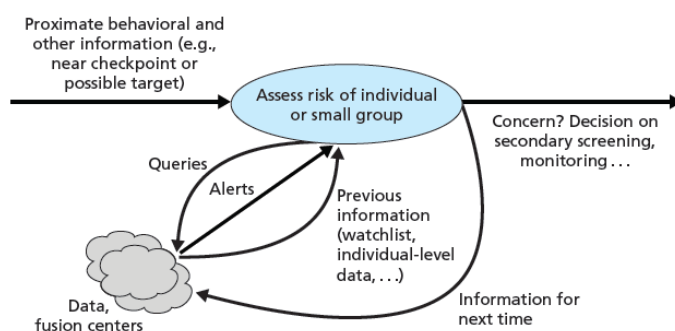 Proximate behavioral and
other information (e.g.,
near checkpoint or
possible target)
Assess risk of individual
or small group
Concern? Decision on
secondary screening,
monitoring . . .
Queries
Alerts
Previous
information
(watchlist,
individual-level
data, . . .)
Data,
fusion centers
Information for
next time